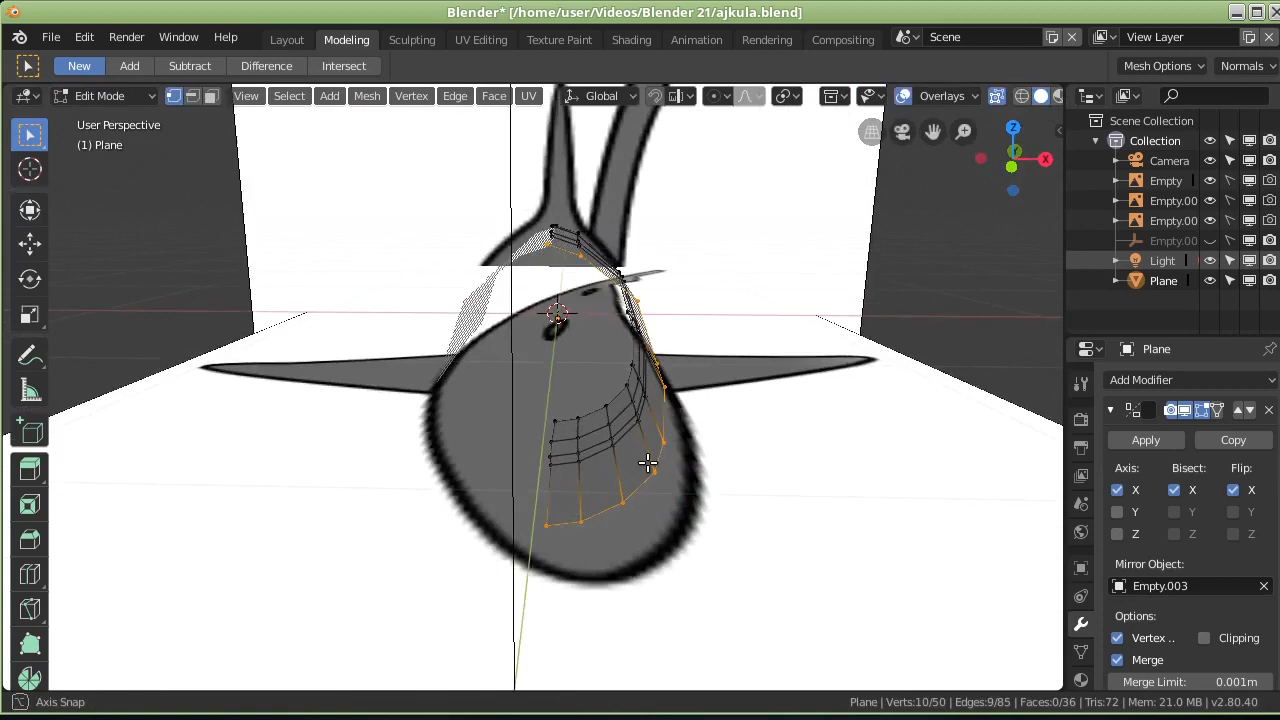 Blender* [/home/user/Videos/Blender 21/ajkula.blend]
File Edit Render Window Help Layout Modeling Sculpting UV Editing Texture Paint Shading Animation Rendering Compositing Scene View Layer
New Add Subtract Difference Intersect Mesh Options Normals
Edit Mode View Select Add Mesh Vertex Edge Face UV Global Overlays
User Perspective
(1) Plane
Z
X
Scene Collection
Collection
Camera
Empty
Empty.00
Empty.00
Empty.00
Light
Plane
Plane
Add Modifier
Apply Copy
Axis: Bisect: Flip:
X X X
Y Y Y
Z Z Z
Mirror Object:
Empty.003
Options:
Vertex .. Clipping
Merge
Merge Limit: 0.001m
Axis Snap Plane | Verts:10/50 | Edges:9/85 | Faces:0/36 | Tris:72 | Mem: 21.0 MB | v2.80.40